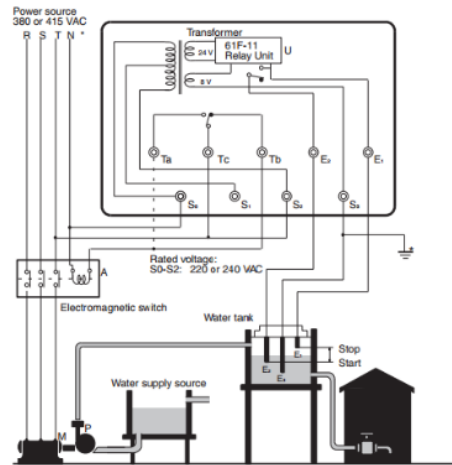 Power source
380 or 415 VAC
R S T N *
Transformer
24 V
61F-11
Relay Unit
U
8 V
Ta
Tc
Tb
E₂
E₁
S₀
S₁
S₂
Rated voltage:
S0-S2: 220 or 240 VAC
A
Electromagnetic switch
Water tank
E₁
Stop
Start
E₂
E₃
Water supply source
P
M